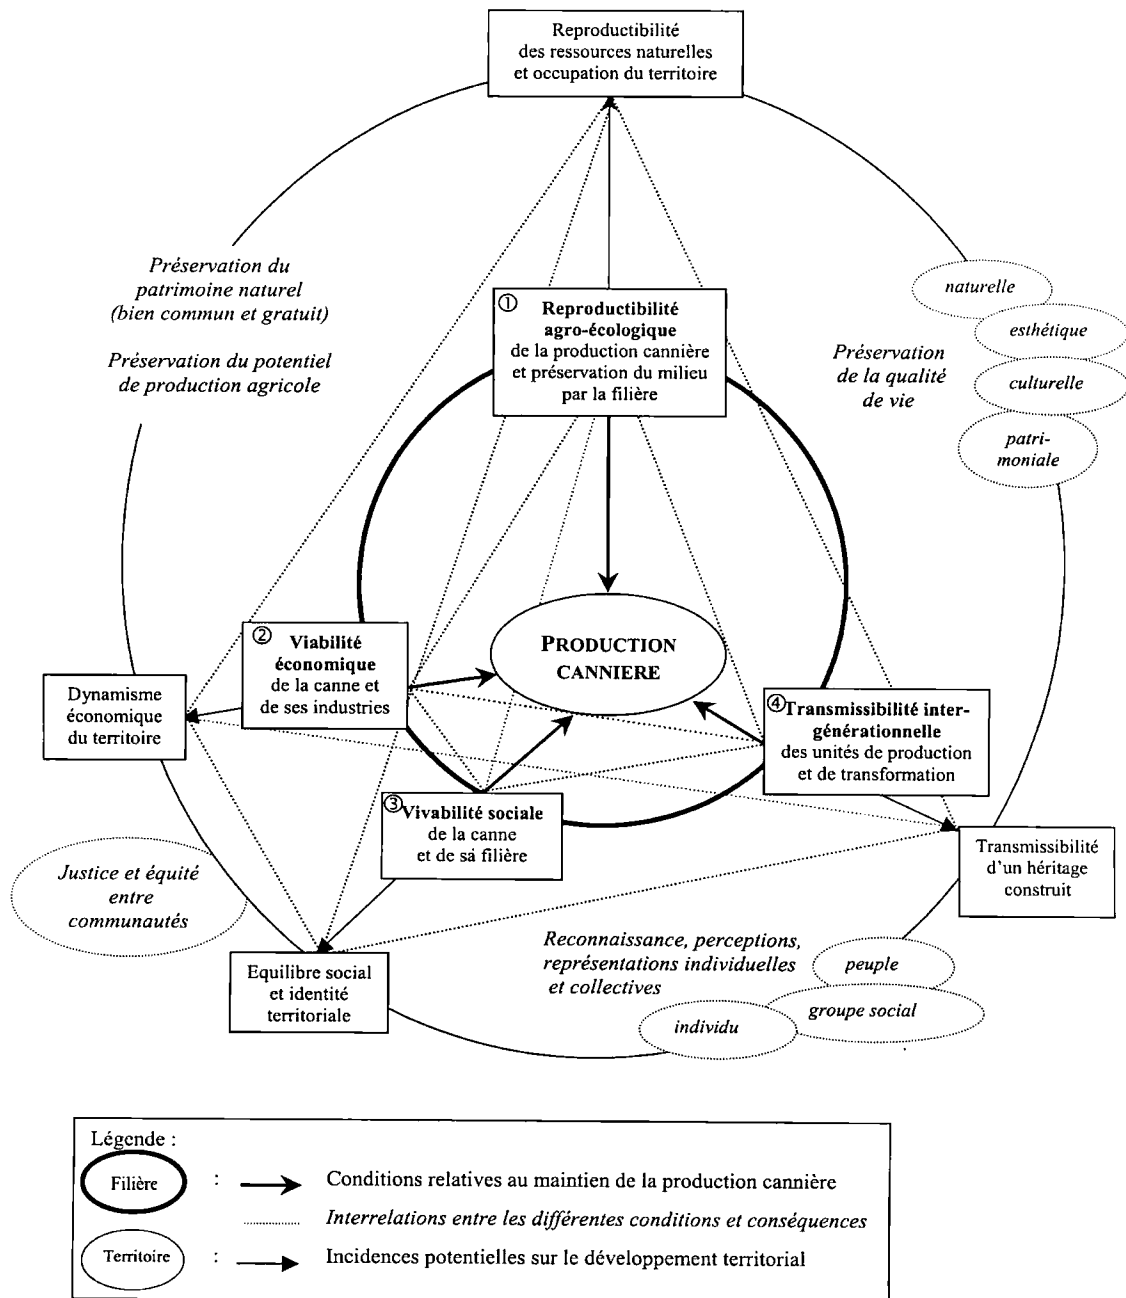 Reproductibilité
des ressources naturelles
et occupation du territoire
Préservation du
patrimoine naturel
(bien commun et gratuit)
Préservation du potentiel
de production agricole
naturelle
esthétique
culturelle
patri-
moniale
Préservation
de la qualité
de vie
① Reproductibilité
agro-écologique
de la production cannière
et préservation du milieu
par la filière
PRODUCTION
CANNIERE
② Viabilité
économique
de la canne et
de ses industries
Dynamisme
économique
du territoire
④ Transmissibilité inter-
générationnelle
des unités de production
et de transformation
③ Vivabilité sociale
de la canne
et de sa filière
Transmissibilité
d'un héritage
construit
Justice et équité
entre
communautés
Equilibre social
et identité
territoriale
Reconnaissance, perceptions,
représentations individuelles
et collectives
peuple
groupe social
individu
Légende :
Filière : Conditions relatives au maintien de la production cannière
Interrelations entre les différentes conditions et conséquences
Territoire : Incidences potentielles sur le développement territorial